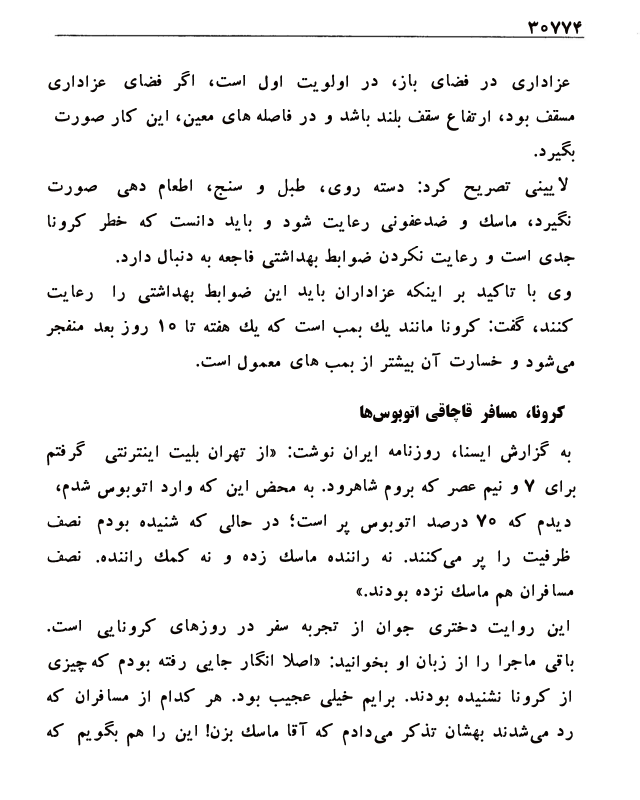 ۳۰۷۷۴
عزاداری در فضای باز، در اولویت اول است، اگر فضای عزاداری
مسقف بود، ارتفاع سقف بلند باشد و در فاصله های معین، این کار صورت
بگیرد.
لایینی تصریح کرد: دسته روی، طبل و سنج، اطعام دهی صورت
نگیرد، ماسك و ضدعفونی رعایت شود و باید دانست که خطر کرونا
جدی است و رعایت نکردن ضوابط بهداشتی فاجعه به دنبال دارد.
وی با تاکید بر اینکه عزاداران باید این ضوابط بهداشتی را رعایت
کنند، گفت: کرونا مانند یك بمب است که یك هفته تا ۱۰ روز بعد منفجر
می‌شود و خسارت آن بیشتر از بمب های معمول است.
کرونا، مسافر قاچاقی اتوبوس‌ها
به گزارش ایسنا، روزنامه ایران نوشت: «از تهران بلیت اینترنتی گرفتم
برای ۷ و نیم عصر که بروم شاهرود. به محض این که وارد اتوبوس شدم،
دیدم که ۷۰ درصد اتوبوس پر است؛ در حالی که شنیده بودم نصف
ظرفیت را پر می‌کنند. نه راننده ماسك زده و نه کمك راننده. نصف
مسافران هم ماسك نزده بودند.»
این روایت دختری جوان از تجربه سفر در روزهای کرونایی است.
باقی ماجرا را از زبان او بخوانید: «اصلا انگار جایی رفته بودم که چیزی
از کرونا نشنیده بودند. برایم خیلی عجیب بود. هر کدام از مسافران که
رد می‌شدند بهشان تذکر می‌دادم که آقا ماسك بزن! این را هم بگویم که